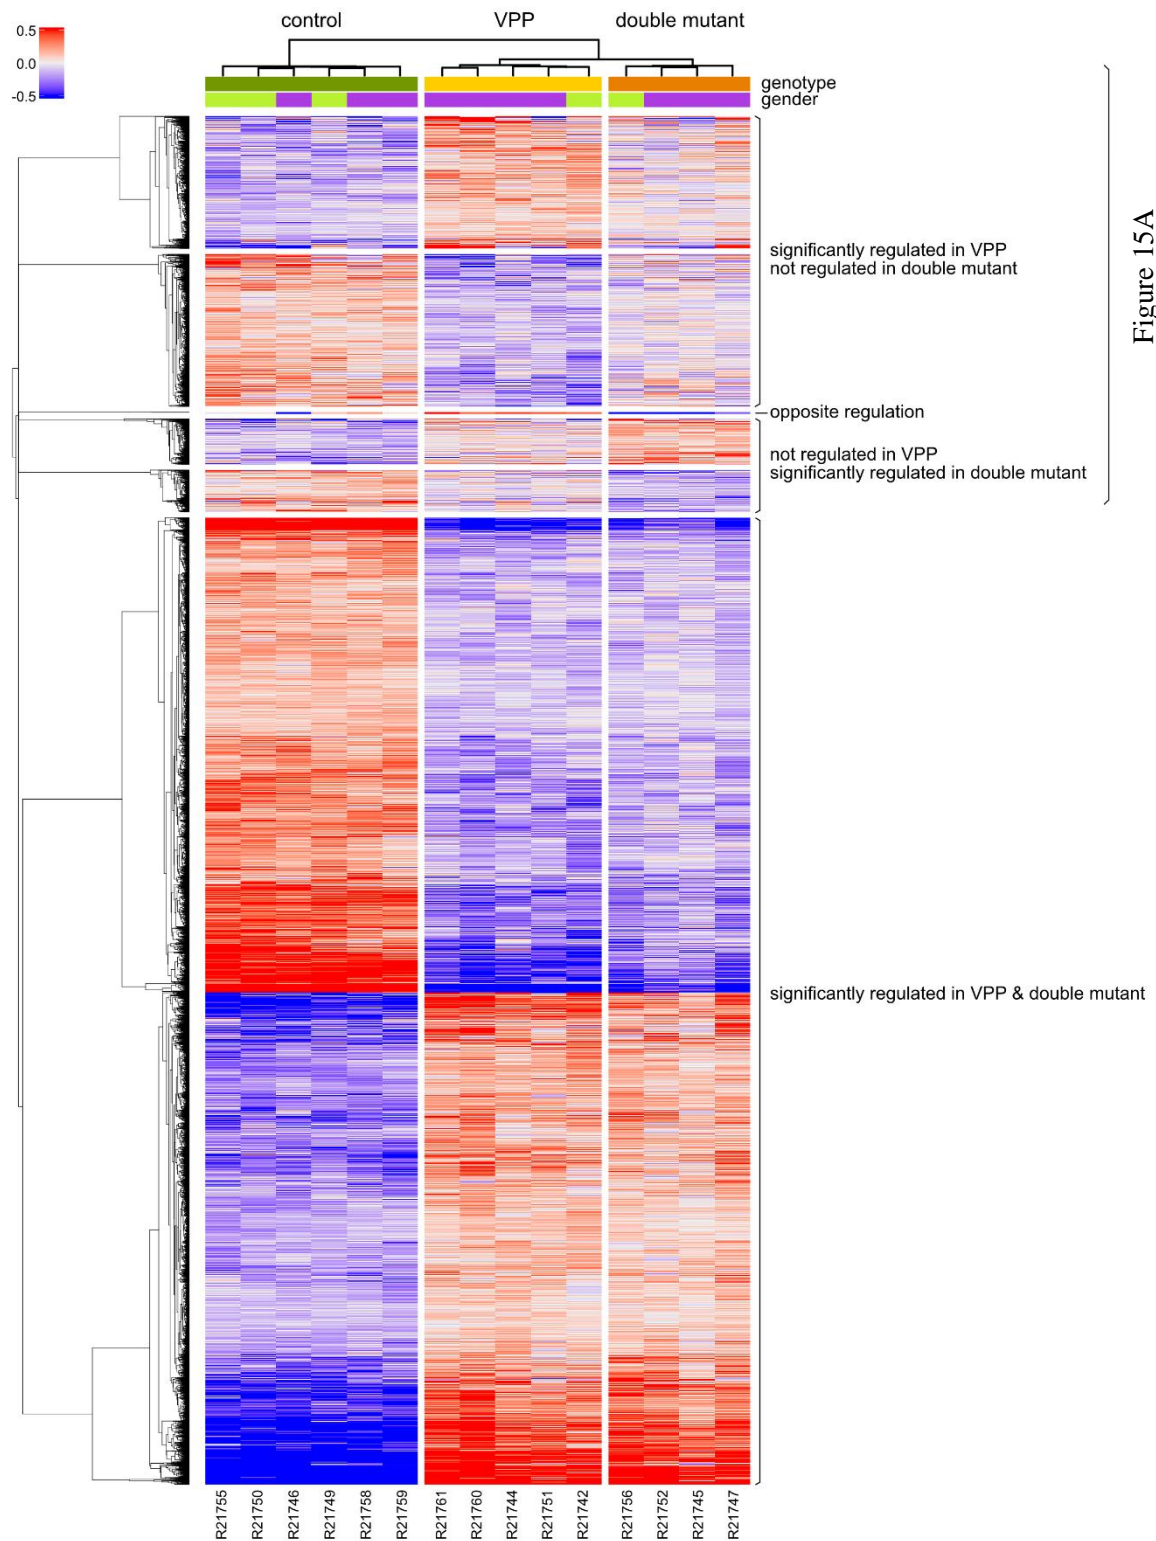 control
VPP
double mutant
0.5
0.0
-0.5
genotype
gender
significantly regulated in VPP
not regulated in double mutant
opposite regulation
not regulated in VPP
significantly regulated in double mutant
significantly regulated in VPP & double mutant
Figure 15A
R21755
R21750
R21746
R21749
R21758
R21759
R21761
R21760
R21744
R21751
R21742
R21756
R21752
R21745
R21747